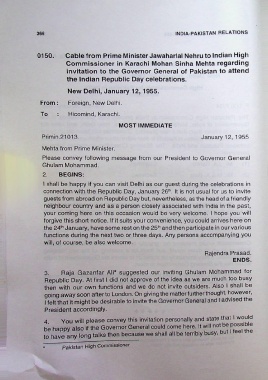 366 INDIA-PAKISTAN RELATIONS
0150. Cable from Prime Minister Jawaharlal Nehru to Indian High
Commissioner in Karachi Mohan Sinha Mehta regarding
invitation to the Governor General of Pakistan to attend
the Indian Republic Day celebrations.
New Delhi, January 12, 1955.
From : Foreign, New Delhi.
To : Hicomind, Karachi.
MOST IMMEDIATE
Primin.21013. January 12, 1955.
Mehta from Prime Minister.
Please convey following message from our President to Governor General
Ghulam Mohammad.
2. BEGINS:
I shall be happy if you can visit Delhi as our guest during the celebrations in
connection with the Republic Day, January 26th. It is not usual for us to invite
guests from abroad on Republic Day but, nevertheless, as the head of a friendly
neighbour country and as a person closely associated with India in the past,
your coming here on this occasion would be very welcome. I hope you will
forgive this short notice. If it suits your convenience, you could arrives here on
the 24th January, have some rest on the 25th and then participate in our various
functions during the next two or three days. Any persons accompanying you
will, of course, be also welcome.
Rajendra Prasad.
ENDS.
3. Raja Gazanfar Ali* suggested our inviting Ghulam Mohammad for
Republic Day. At first I did not approve of the idea as we are much too busy
then with our own functions and we do not invite outsiders. Also I shall be
going away soon after to London. On giving the matter further thought, however,
I felt that it might be desirable to invite the Governor General and I advised the
President accordingly.
4. You will please convey this invitation personally and state that I would
be happy also if the Governor General could come here. It will not be possible
to have any long talks then because we shall all be terribly busy, but I feel the
* Pakistan High Commissioner